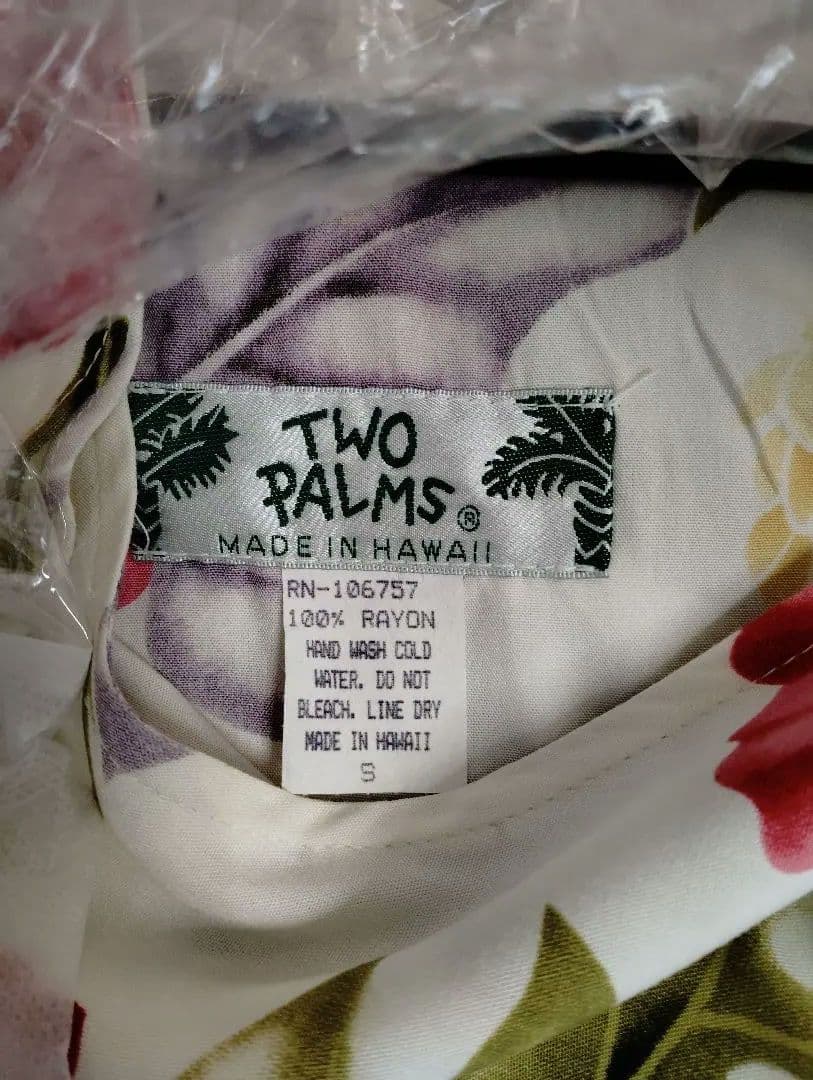 TWO
PALMS®
MADE IN HAWAII
RN-106757
100% RAYON
HAND WASH COLD
WATER. DO NOT
BLEACH. LINE DRY
MADE IN HAWAII
S